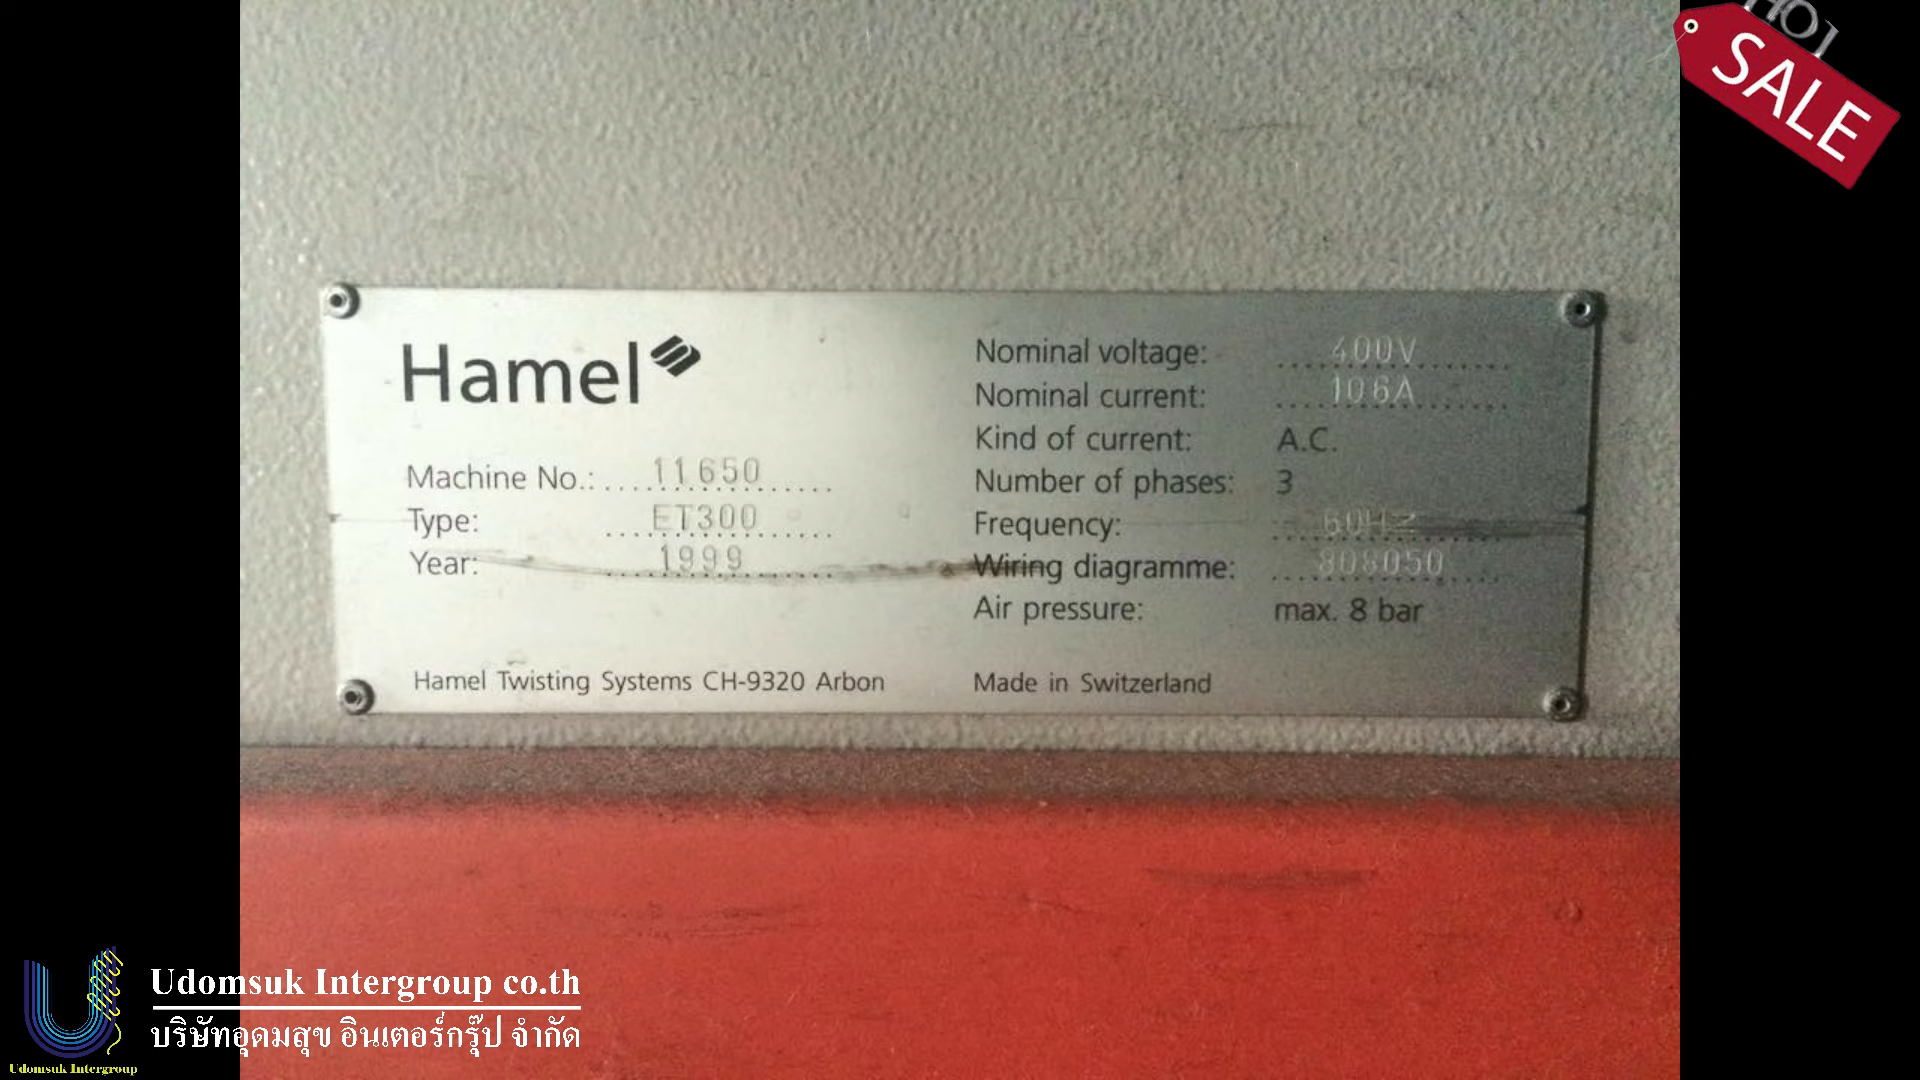 HOT
SALE
Hamel
Machine No.: 11650
Type: ET300
Year: 1999
Hamel Twisting Systems CH-9320 Arbon
Nominal voltage: 400V
Nominal current: 106A
Kind of current: A.C.
Number of phases: 3
Frequency: 60Hz
Wiring diagramme: 808050
Air pressure: max. 8 bar
Made in Switzerland
Udomsuk Intergroup co.th
บริษัทอุดมสุข อินเตอร์กรุ๊ป จำกัด
Udomsuk Intergroup